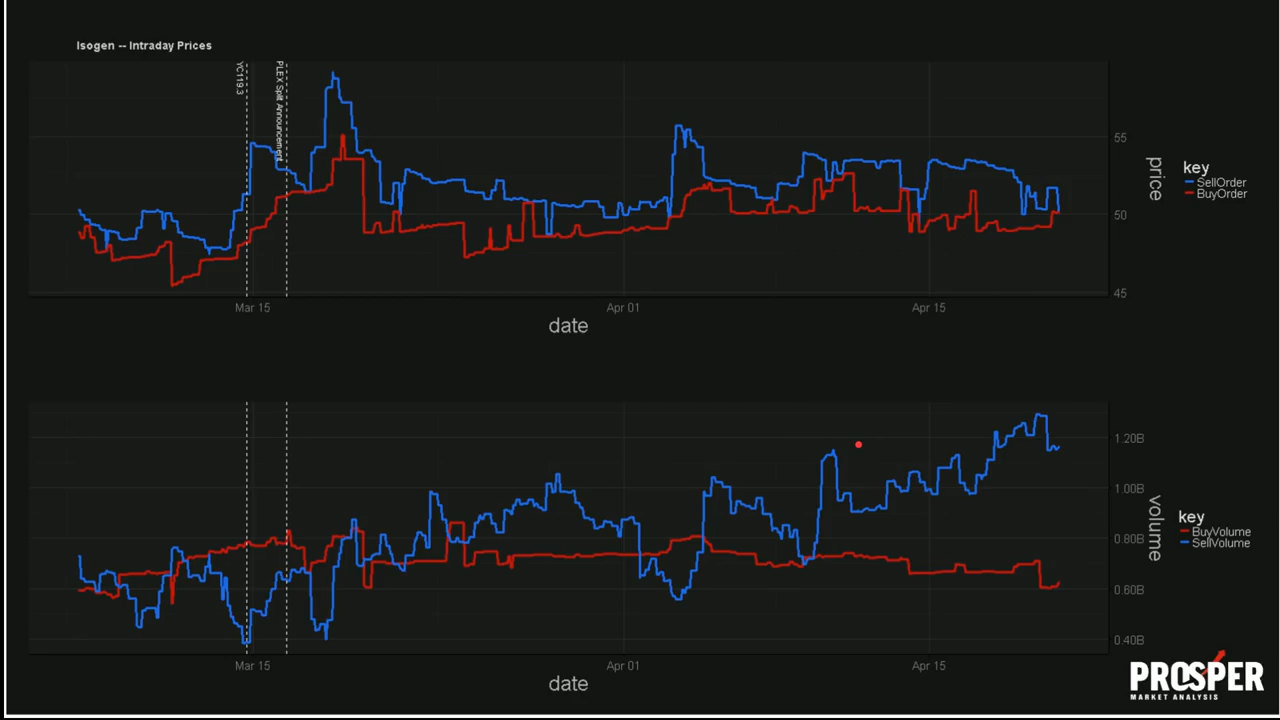 Isogen -- Intraday Prices
YC119.3
PLEX Split Announcement
55
50
45
price
key
SellOrder
BuyOrder
Mar 15
Apr 01
Apr 15
date
1.20B
1.00B
0.80B
0.60B
0.40B
volume
key
BuyVolume
SellVolume
Mar 15
Apr 01
Apr 15
date
PROSPER
MARKET ANALYSIS